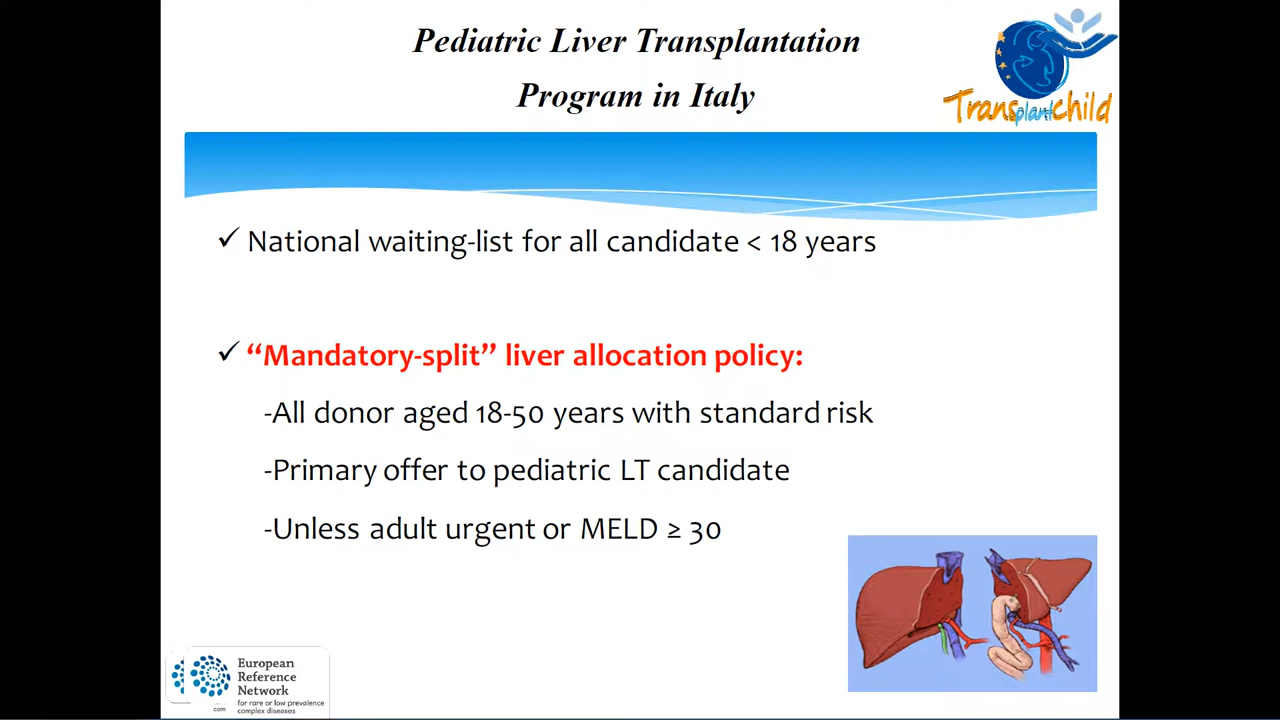 Pediatric Liver Transplantation
Program in Italy
Transplantchild
✓ National waiting-list for all candidate < 18 years
✓ “Mandatory-split” liver allocation policy:
-All donor aged 18-50 years with standard risk
-Primary offer to pediatric LT candidate
-Unless adult urgent or MELD ≥ 30
European
Reference
Network
for rare or low prevalence
com
complex diseases